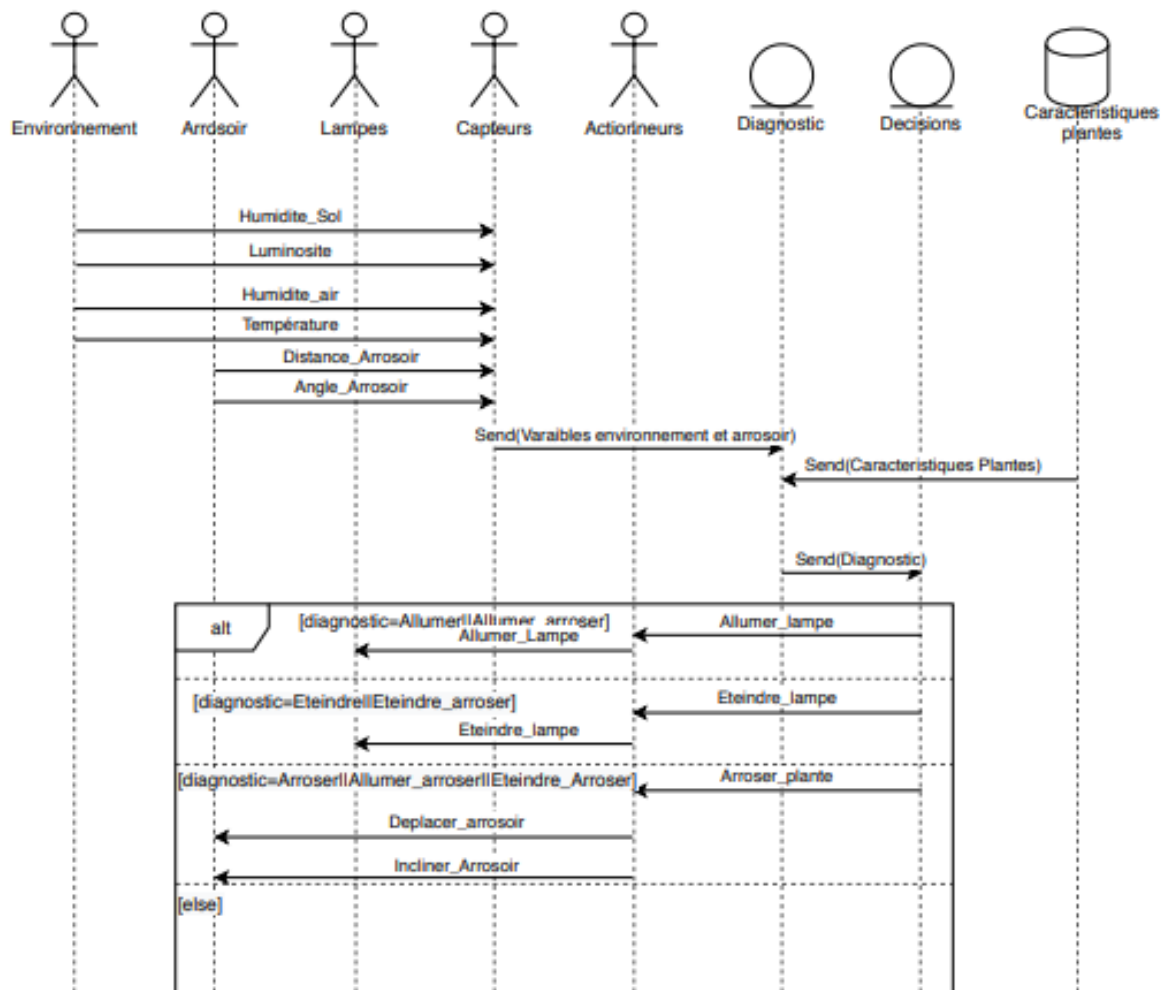 Environnement
Arrosoir
Lampes
Capteurs
Actionneurs
Diagnostic
Decisions
Caractéristiques
plantes
Humidite_Sol
Luminosite
Humidite_air
Température
Distance_Arrosoir
Angle_Arrosoir
Send(Varaibles environnement et arrosoir)
Send(Caracteristiques Plantes)
Send(Diagnostic)
alt
[diagnostic=Allumer||Allumer_arroser]
Allumer_lampe
Allumer_Lampe
[diagnostic=Eteindre||Eteindre_arroser]
Eteindre_lampe
Eteindre_lampe
[diagnostic=Arroser||Allumer_arroser||Eteindre_Arroser]
Arroser_plante
Deplacer_arrosoir
Incliner_Arrosoir
[else]